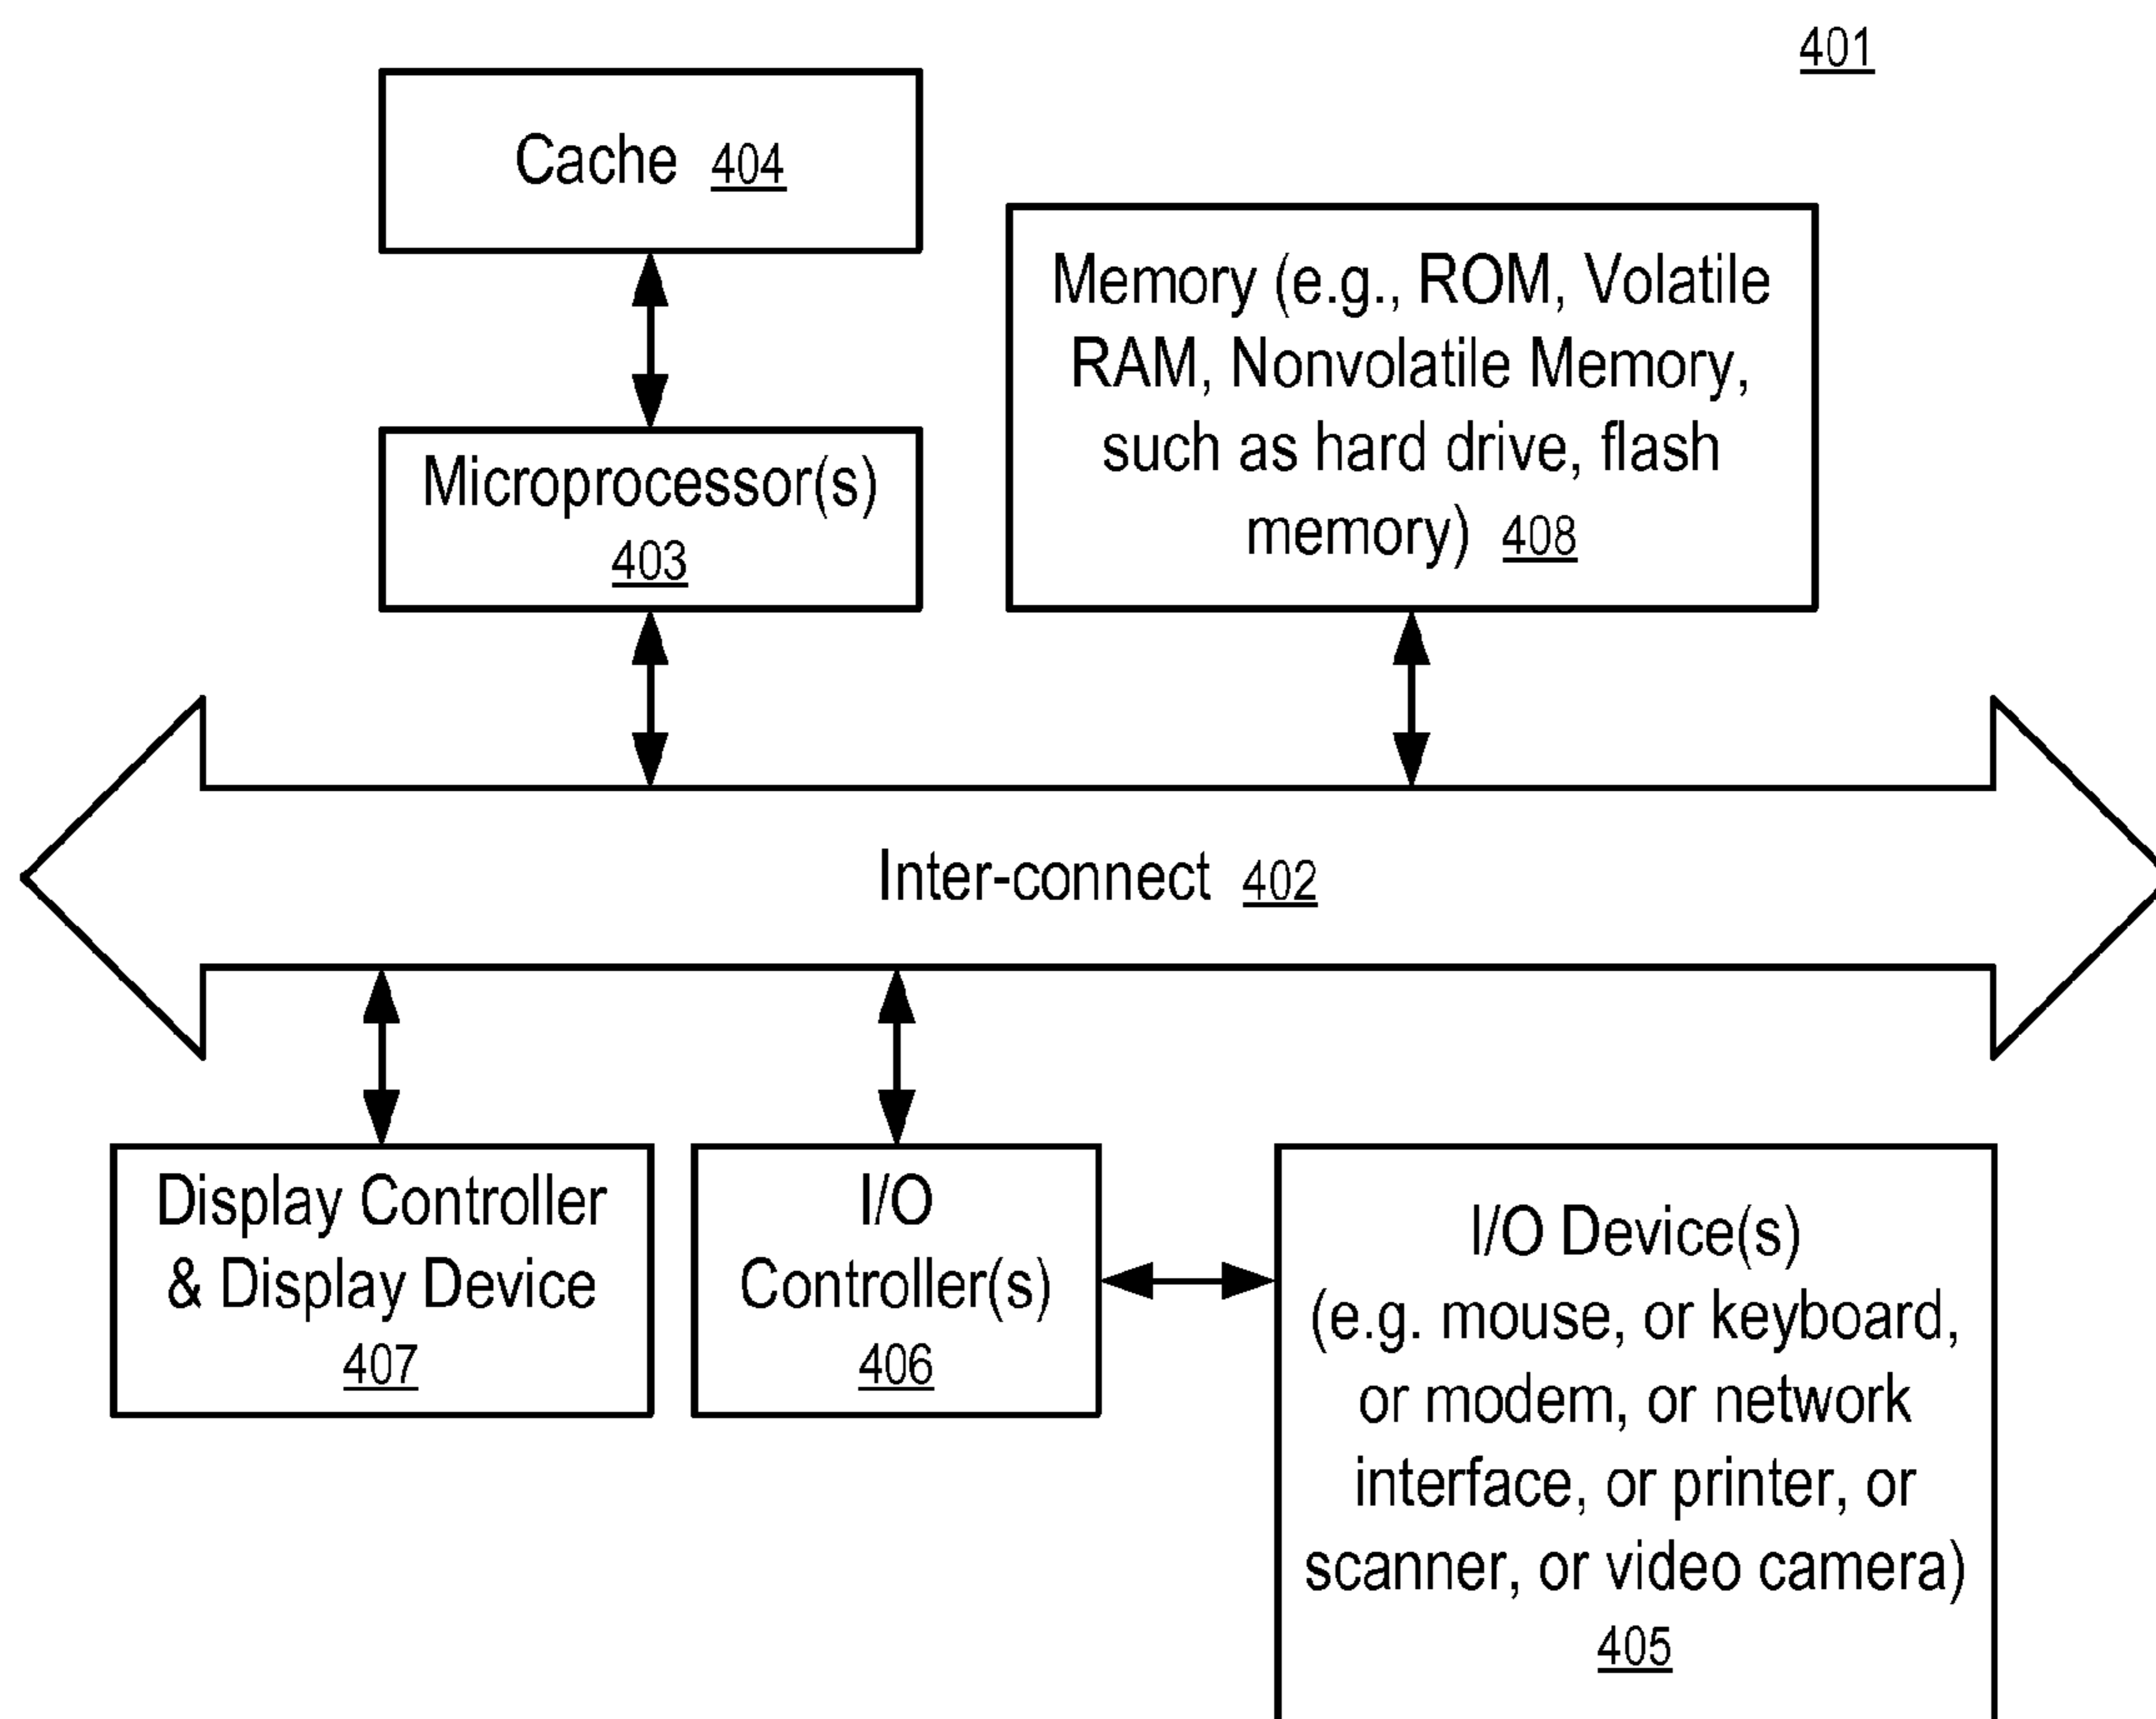 401
Cache 404
Memory (e.g., ROM, Volatile
RAM, Nonvolatile Memory,
such as hard drive, flash
memory) 408
Microprocessor(s)
403
Inter-connect 402
Display Controller
& Display Device
407
I/O
Controller(s)
406
I/O Device(s)
(e.g. mouse, or keyboard,
or modem, or network
interface, or printer, or
scanner, or video camera)
405